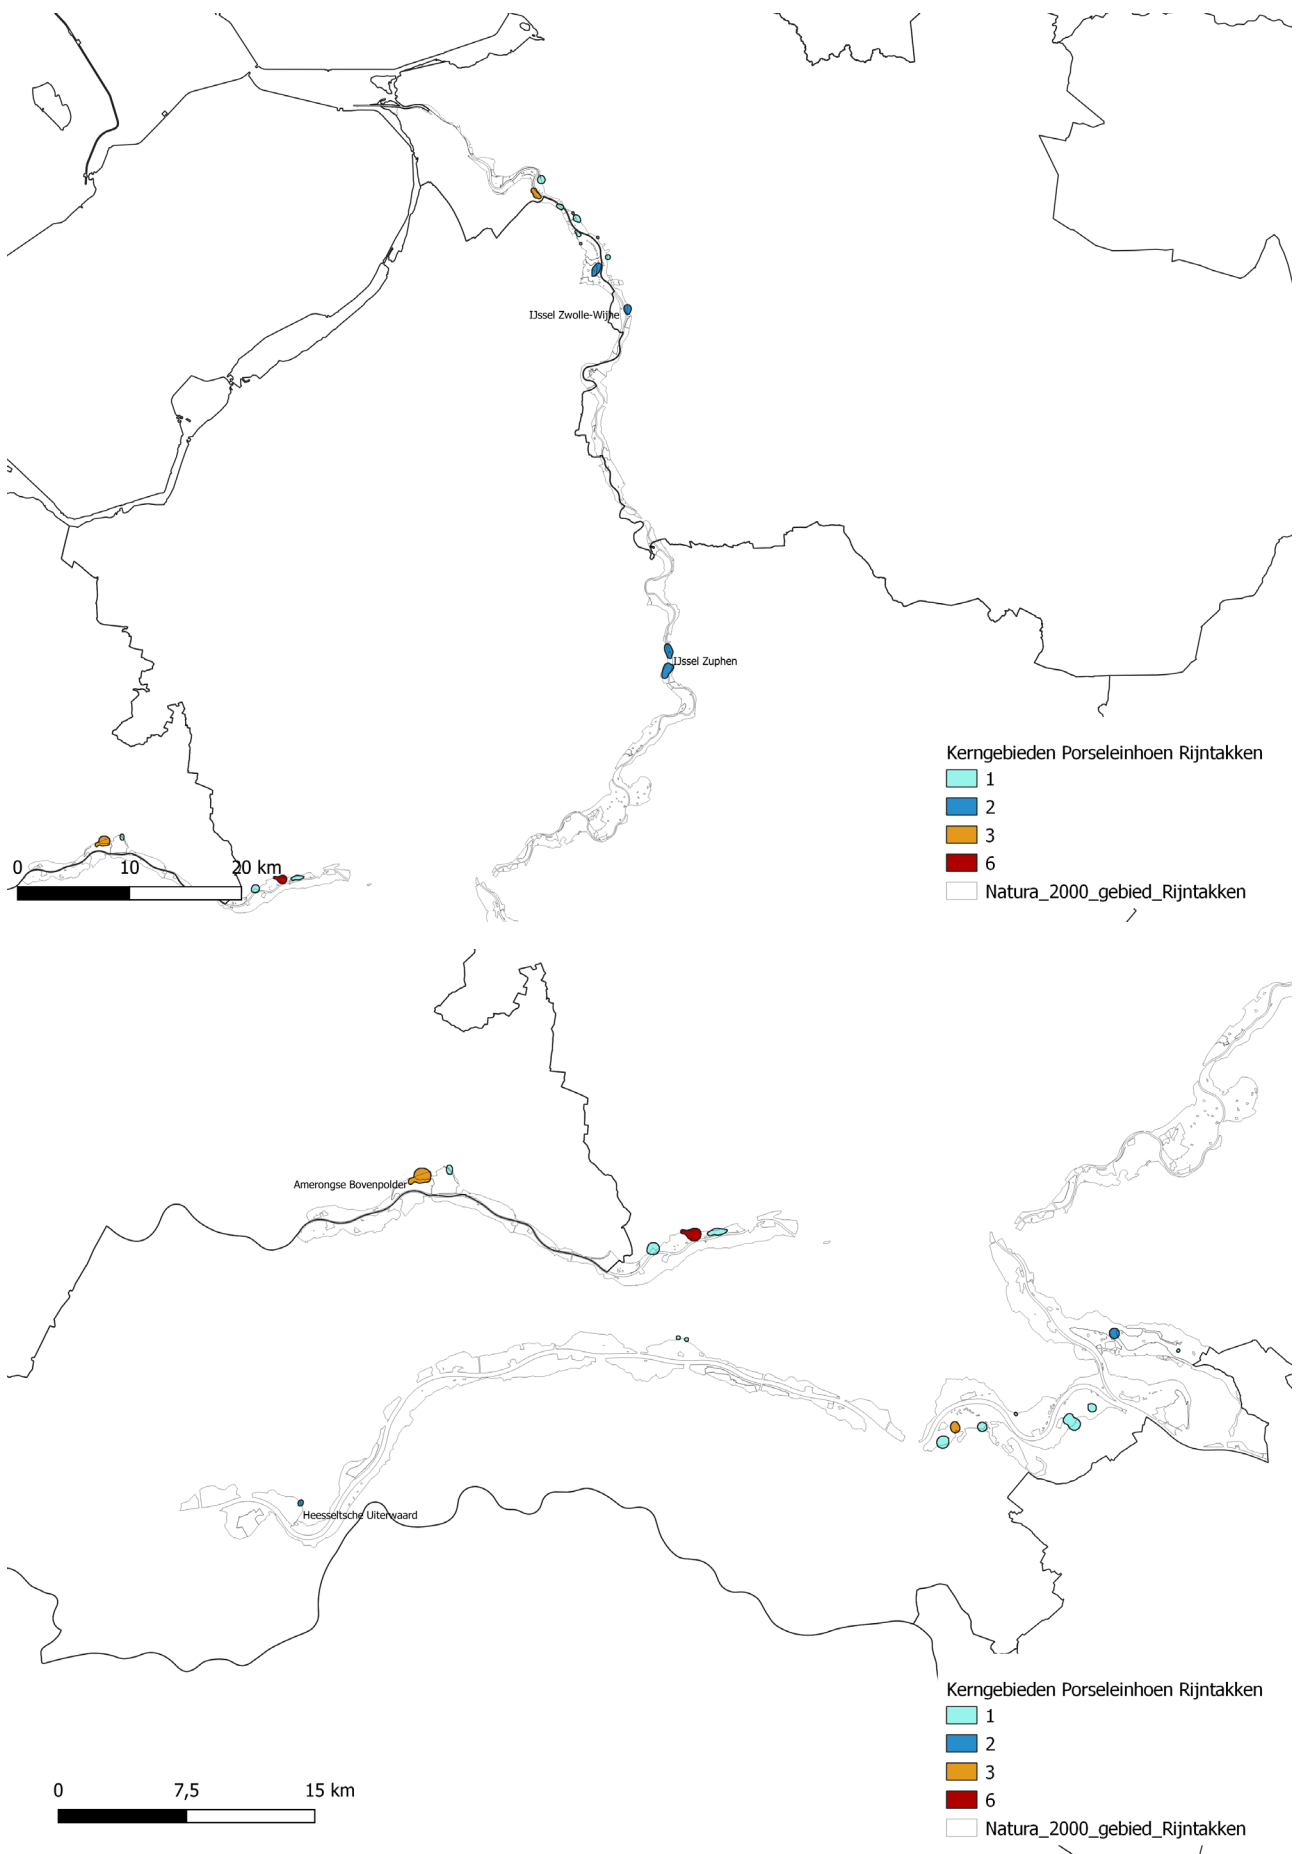 IJssel Zwolle-Wijhe
IJssel Zuphen
Kerngebieden Porseleinhoen Rijntakken
1
2
3
6
Natura_2000_gebied_Rijntakken
0 10 20 km
Amerongse Bovenpolder
Heesseltsche Uiterwaard
Kerngebieden Porseleinhoen Rijntakken
1
2
3
6
Natura_2000_gebied_Rijntakken
0 7,5 15 km